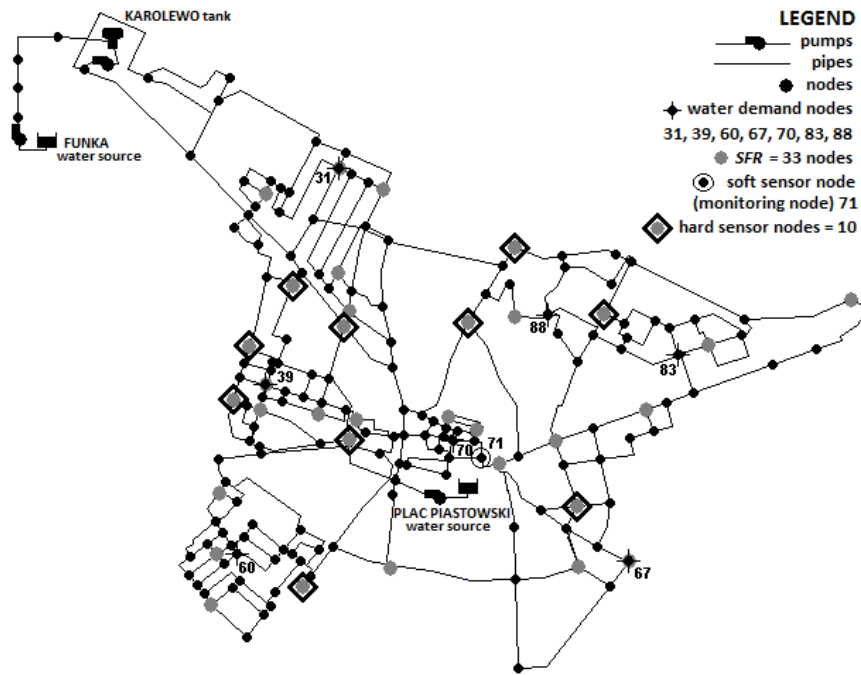 KAROLEWO tank
FUNKA
water source
LEGEND
pumps
pipes
nodes
water demand nodes
31, 39, 60, 67, 70, 83, 88
SFR = 33 nodes
soft sensor node
(monitoring node) 71
hard sensor nodes = 10
31
88
83
39
71
70
PLAC PIASTOWSKI
water source
60
67